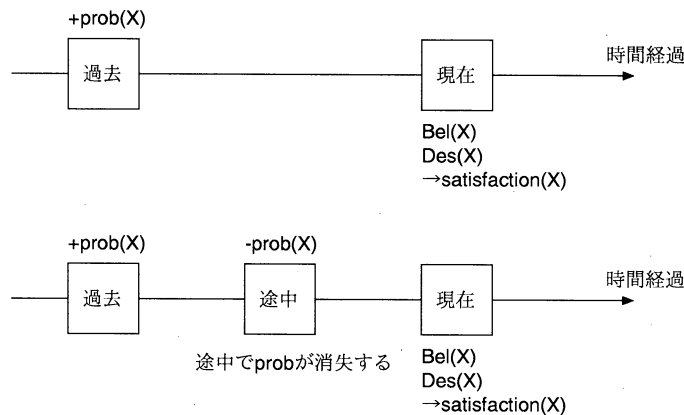 +prob(X)
過去
現在
時間経過
Bel(X)
Des(X)
→satisfaction(X)
+prob(X)
-prob(X)
過去
途中
現在
時間経過
途中でprobが消失する
Bel(X)
Des(X)
→satisfaction(X)